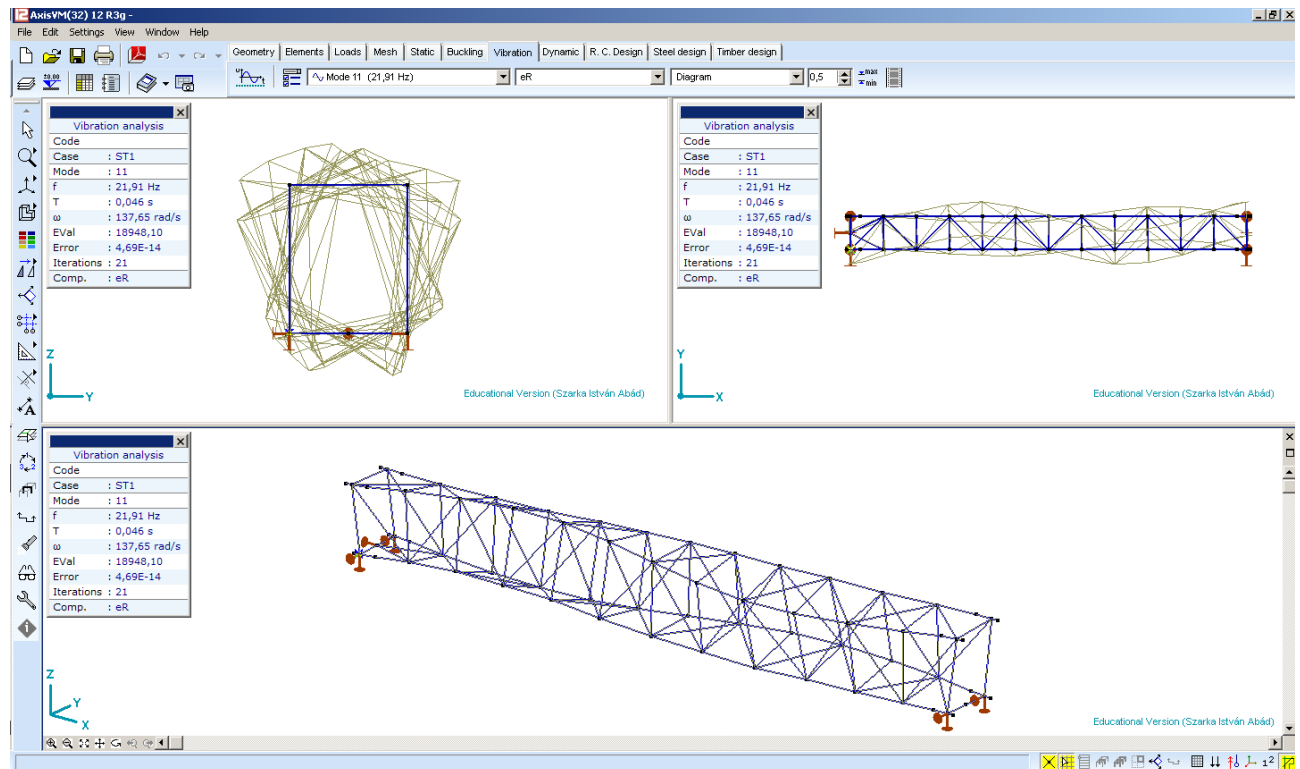 AxisVM(32) 12 R3g -
File Edit Settings View Window Help
Geometry Elements Loads Mesh Static Buckling Vibration Dynamic R. C. Design Steel design Timber design
Mode 11 (21,91 Hz) eR Diagram 0,5 max min
Vibration analysis
Code
Case : ST1
Mode : 11
f : 21,91 Hz
T : 0,046 s
ω : 137,65 rad/s
EVal : 18948,10
Error : 4,69E-14
Iterations : 21
Comp. : eR
Z
Y
Educational Version (Szarka István Abád)
Vibration analysis
Code
Case : ST1
Mode : 11
f : 21,91 Hz
T : 0,046 s
ω : 137,65 rad/s
EVal : 18948,10
Error : 4,69E-14
Iterations : 21
Comp. : eR
Y
X
Educational Version (Szarka István Abád)
Vibration analysis
Code
Case : ST1
Mode : 11
f : 21,91 Hz
T : 0,046 s
ω : 137,65 rad/s
EVal : 18948,10
Error : 4,69E-14
Iterations : 21
Comp. : eR
Z
Y
X
Educational Version (Szarka István Abád)